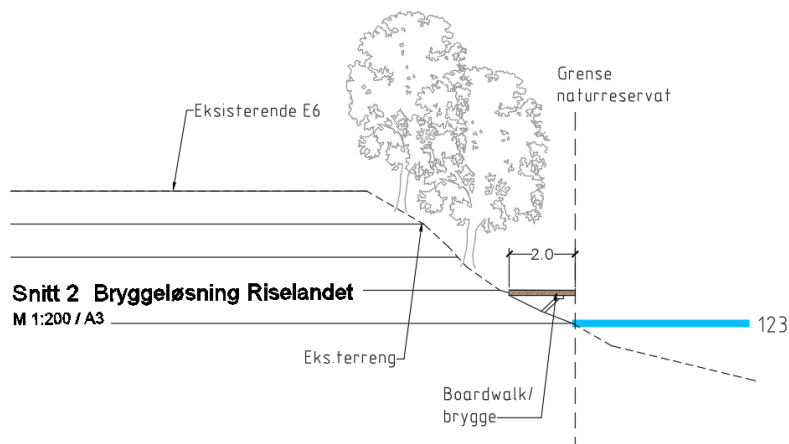 Grense
naturreservat
Eksisterende E6
2.0
Snitt 2 Bryggeløsning Riselandet
M 1:200 / A3
123
Eks.terreng
Boardwalk/
brygge